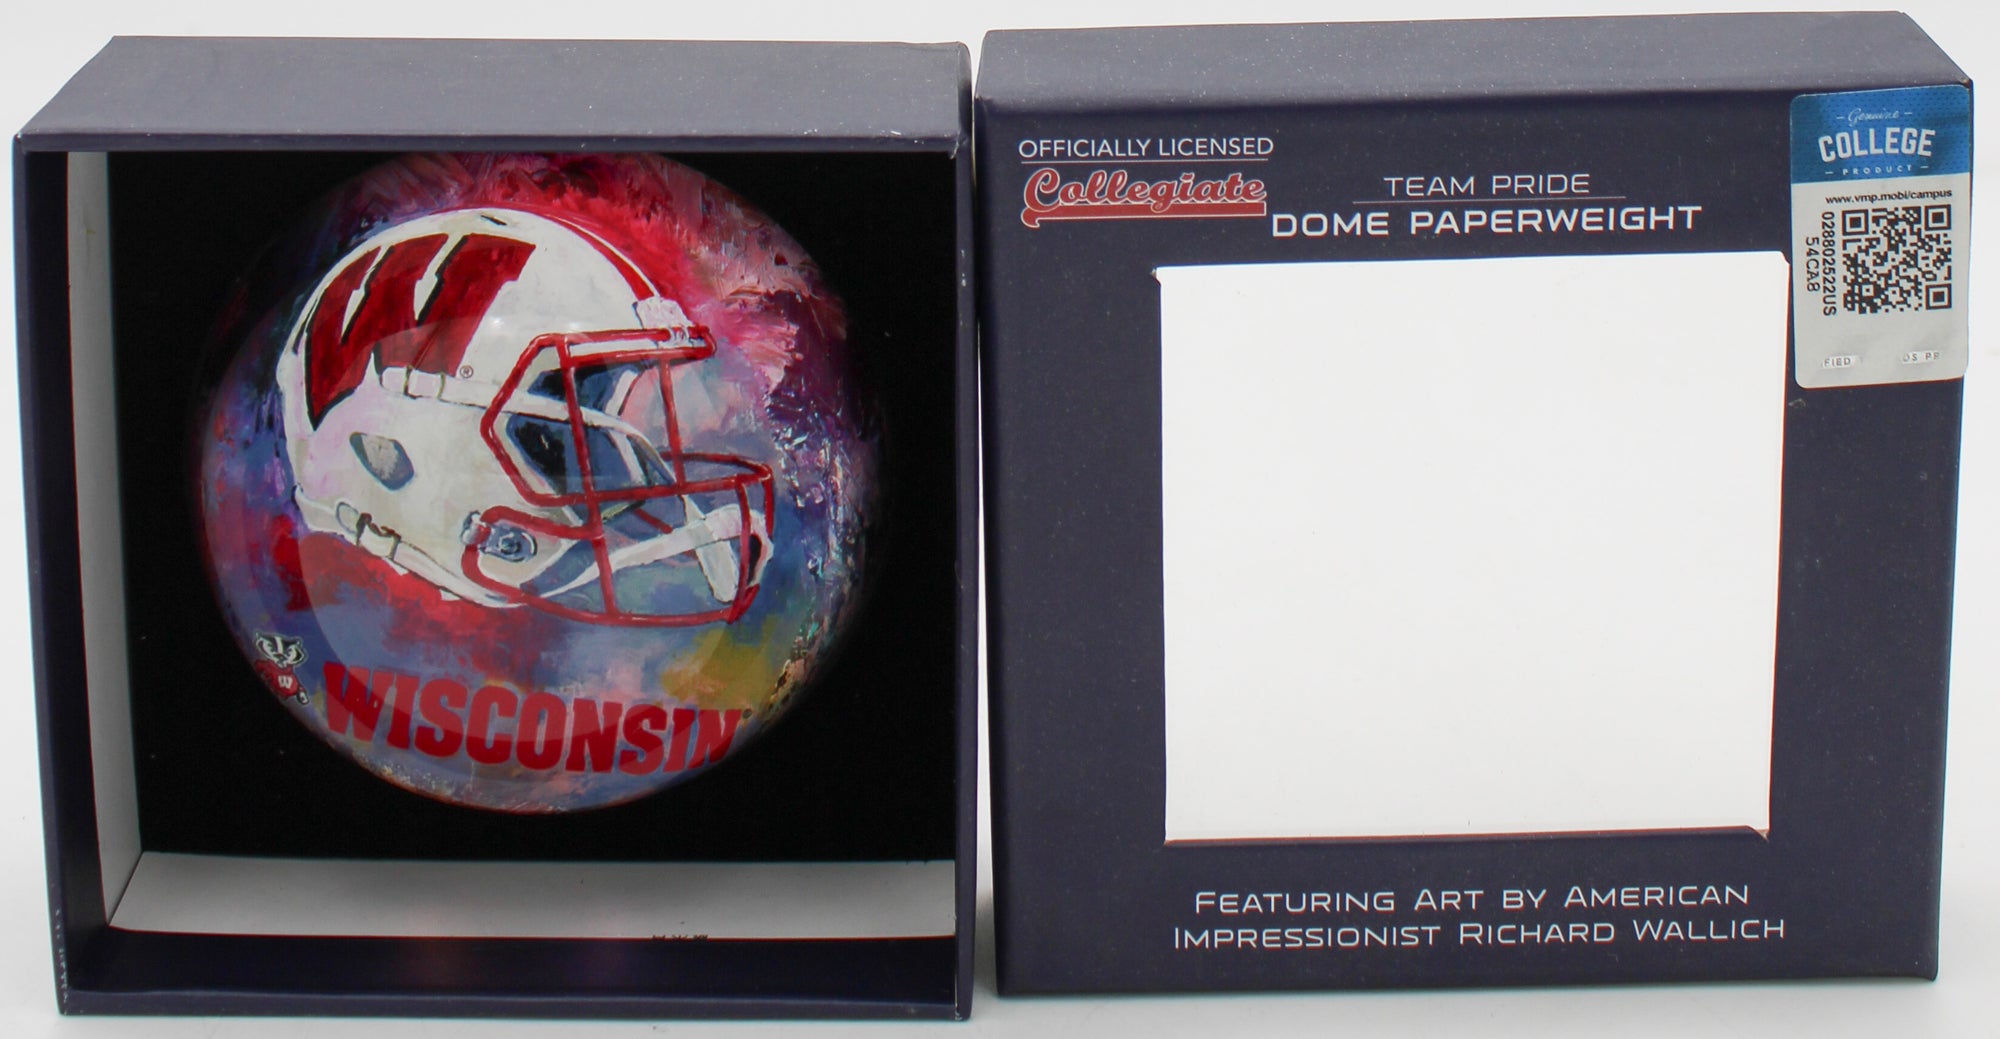 W
®
W
WISCONSIN
OFFICIALLY LICENSED
Collegiate
TEAM PRIDE
DOME PAPERWEIGHT
FEATURING ART BY AMERICAN
IMPRESSIONIST RICHARD WALLICH
Genuine
COLLEGE
PRODUCT
www.vmp.mobi/campus
0288025522US
54CA8